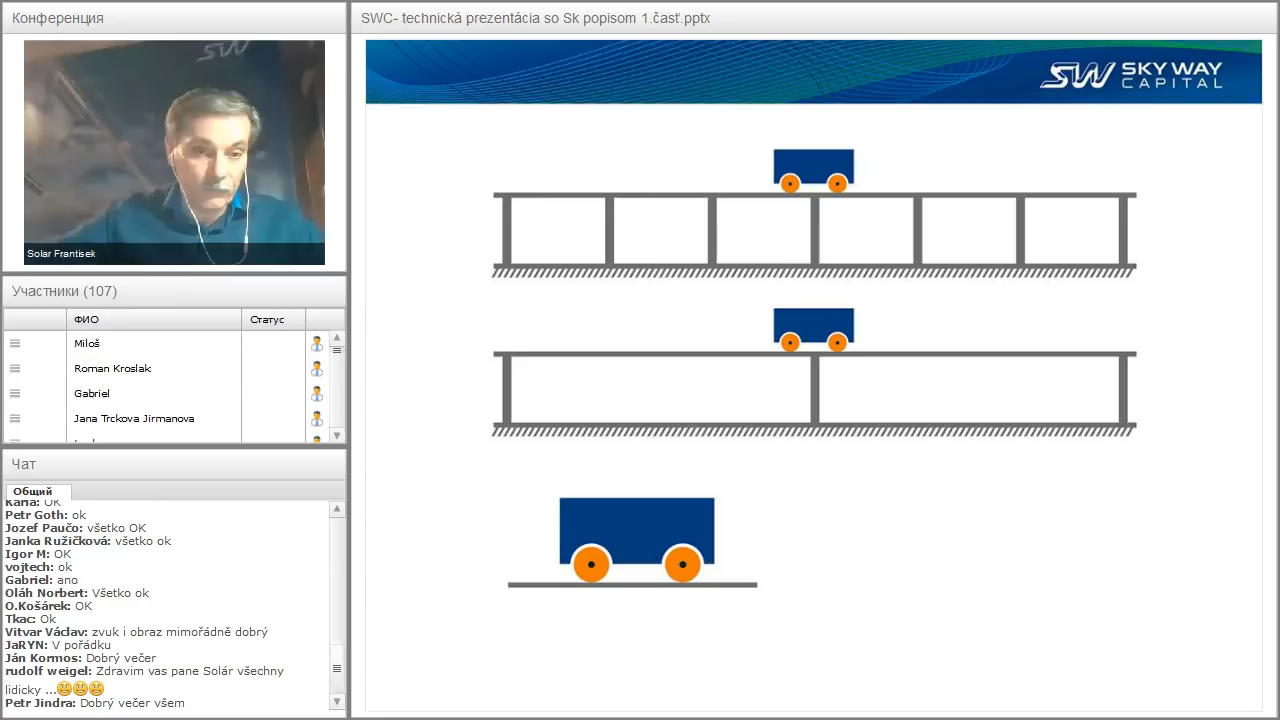 Конференция
Solar Frantisek
Участники (107)
ФИО
Статус
Miloš
Roman Kroslak
Gabriel
Jana Trckova Jirmanova
Чат
Общий
Karla: OK
Petr Goth: ok
Jozef Paučo: všetko OK
Janka Ružičková: všetko ok
Igor M: OK
vojtech: ok
Gabriel: ano
Oláh Norbert: Všetko ok
O.Košárek: OK
Tkac: Ok
Vitvar Václav: zvuk i obraz mimořádně dobrý
JaRYN: V pořádku
Ján Kormos: Dobrý večer
rudolf weigel: Zdravim vas pane Solár všechny
lidicky ...
Petr Jindra: Dobrý večer všem
SWC- technická prezentácia so Sk popisom 1.časť.pptx
SW SKY WAY
CAPITAL
SW